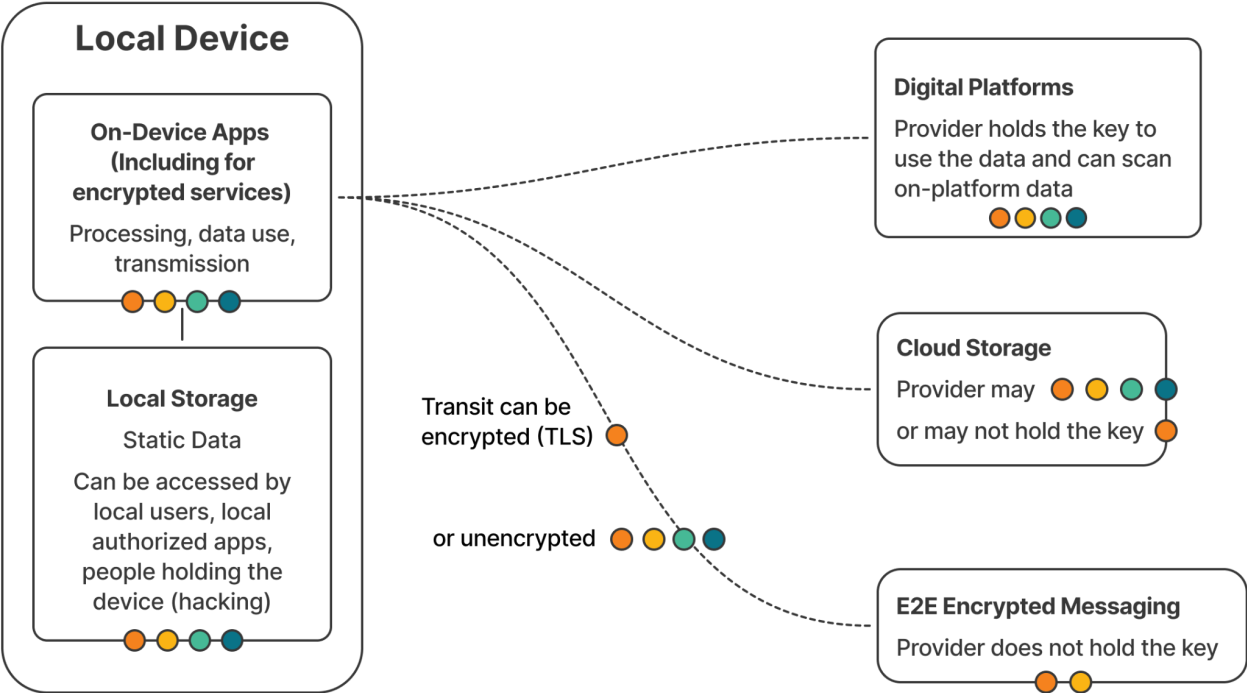 Local Device
On-Device Apps
(Including for
encrypted services)
Processing, data use,
transmission
Local Storage
Static Data
Can be accessed by
local users, local
authorized apps,
people holding the
device (hacking)
Transit can be
encrypted (TLS)
or unencrypted
Digital Platforms
Provider holds the key to
use the data and can scan
on-platform data
Cloud Storage
Provider may
or may not hold the key
E2E Encrypted Messaging
Provider does not hold the key